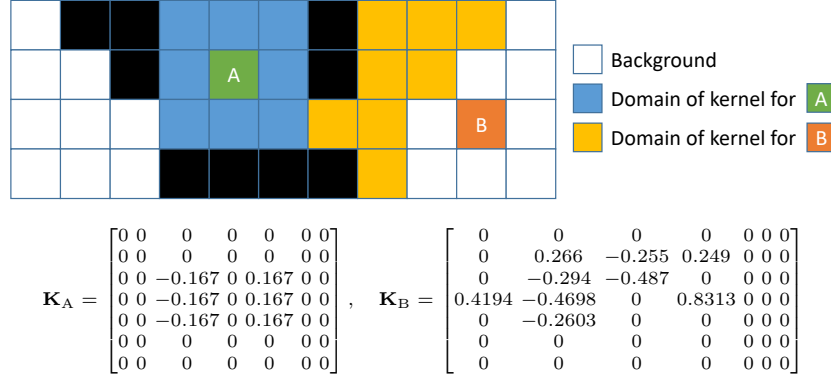 A
B
Background
Domain of kernel for A
Domain of kernel for B
K_A = [0 0 0 0 0 0 0
0 0 0 0 0 0 0
0 0 −0.167 0 0.167 0 0
0 0 −0.167 0 0.167 0 0
0 0 −0.167 0 0.167 0 0
0 0 0 0 0 0 0
0 0 0 0 0 0 0] ,
K_B = [0 0 0 0 0 0 0
0 0.266 −0.255 0.249 0 0 0
0 −0.294 −0.487 0 0 0 0
0.4194 −0.4698 0 0.8313 0 0 0
0 −0.2603 0 0 0 0 0
0 0 0 0 0 0 0
0 0 0 0 0 0 0]